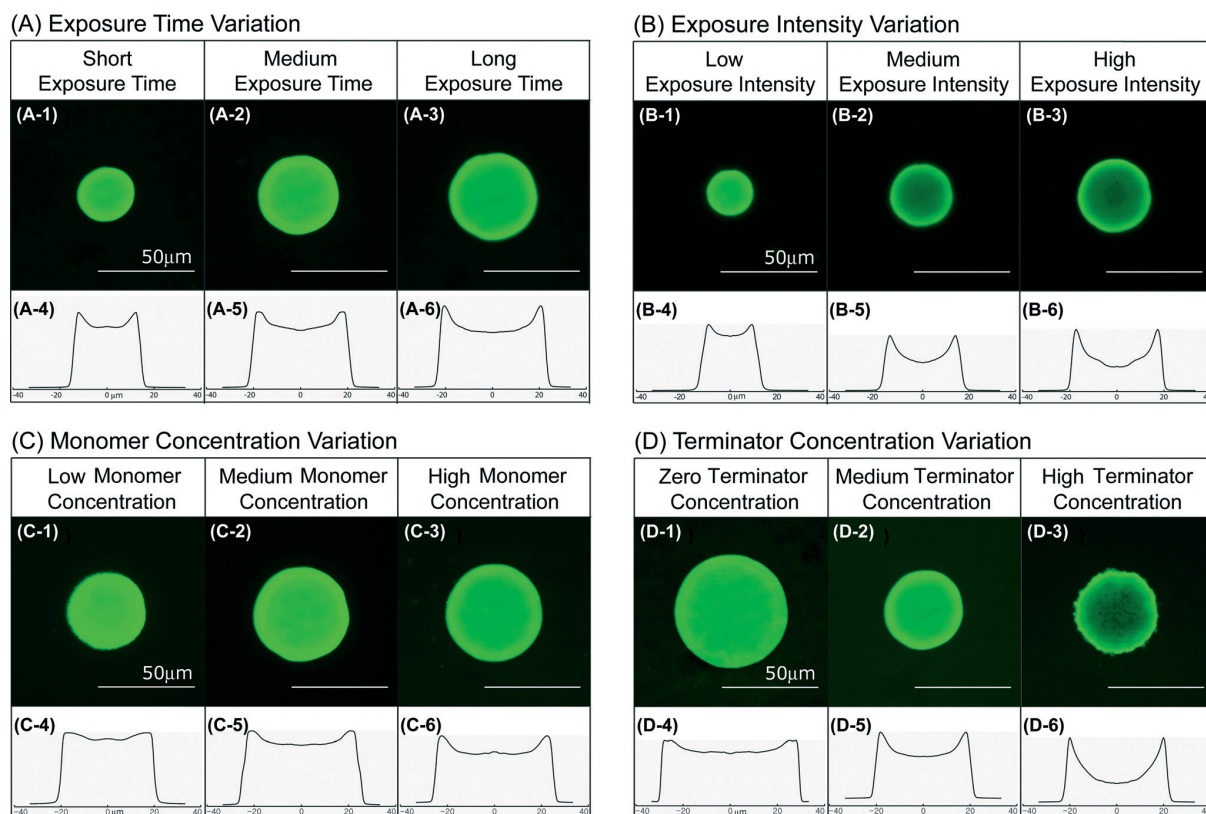 (A) Exposure Time Variation
Short
Exposure Time
Medium
Exposure Time
Long
Exposure Time
(A-1)
(A-2)
(A-3)
50μm
(A-4)
(A-5)
(A-6)
-40 -20 0 μm 20 40
-20 0 20 40
-20 0 20 40
(B) Exposure Intensity Variation
Low
Exposure Intensity
Medium
Exposure Intensity
High
Exposure Intensity
(B-1)
(B-2)
(B-3)
50μm
(B-4)
(B-5)
(B-6)
-40 -20 0 μm 20 40
-20 0 20 40
-20 0 20 40
(C) Monomer Concentration Variation
Low Monomer
Concentration
Medium Monomer
Concentration
High Monomer
Concentration
(C-1)
(C-2)
(C-3)
50μm
(C-4)
(C-5)
(C-6)
−40 −20 0 μm 20 40
−20 0 20 40
−20 0 20 40
(D) Terminator Concentration Variation
Zero Terminator
Concentration
Medium Terminator
Concentration
High Terminator
Concentration
(D-1)
(D-2)
(D-3)
50μm
(D-4)
(D-5)
(D-6)
−40 −20 0 μm 20 40
−20 0 20 40
−20 0 20 40